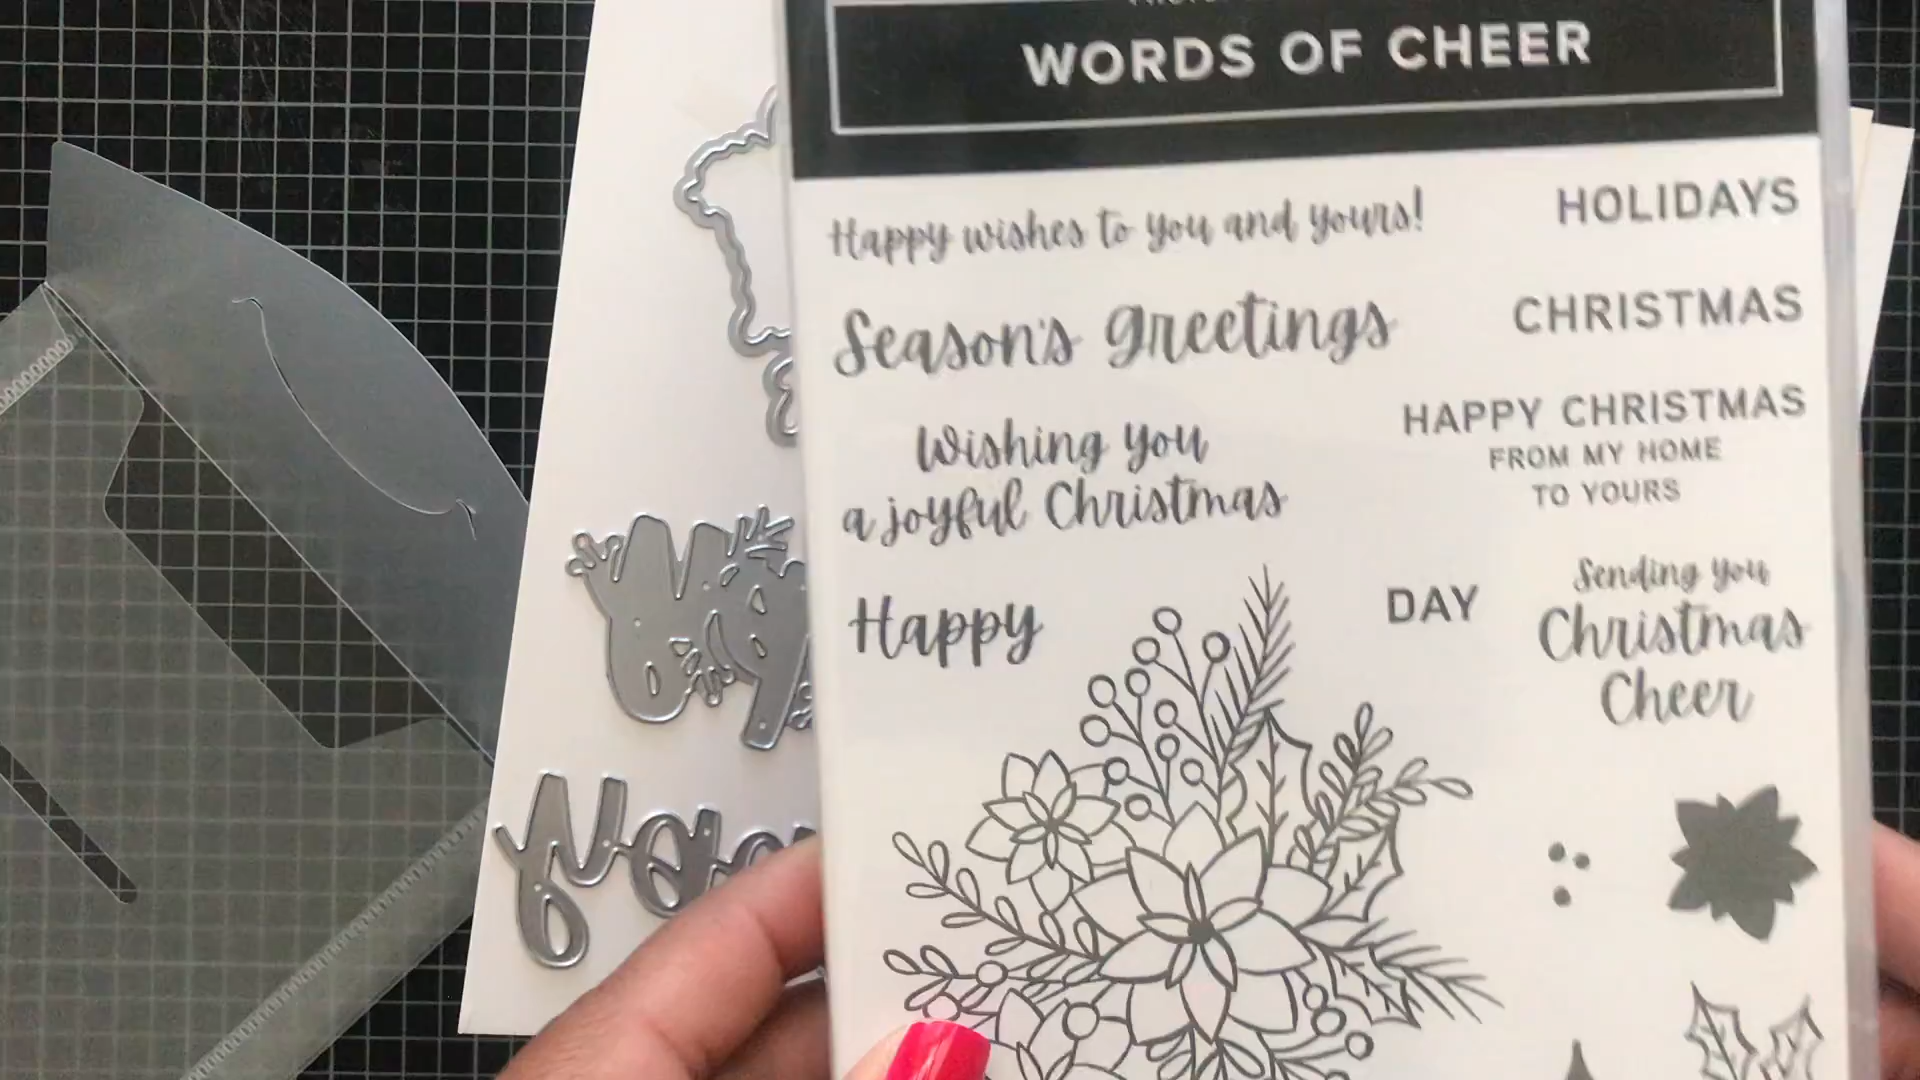 WORDS OF CHEER
Happy wishes to you and yours!
HOLIDAYS
Season's greetings
CHRISTMAS
Wishing you
a joyful Christmas
HAPPY CHRISTMAS
FROM MY HOME
TO YOURS
Happy
DAY
Sending you
Christmas
Cheer